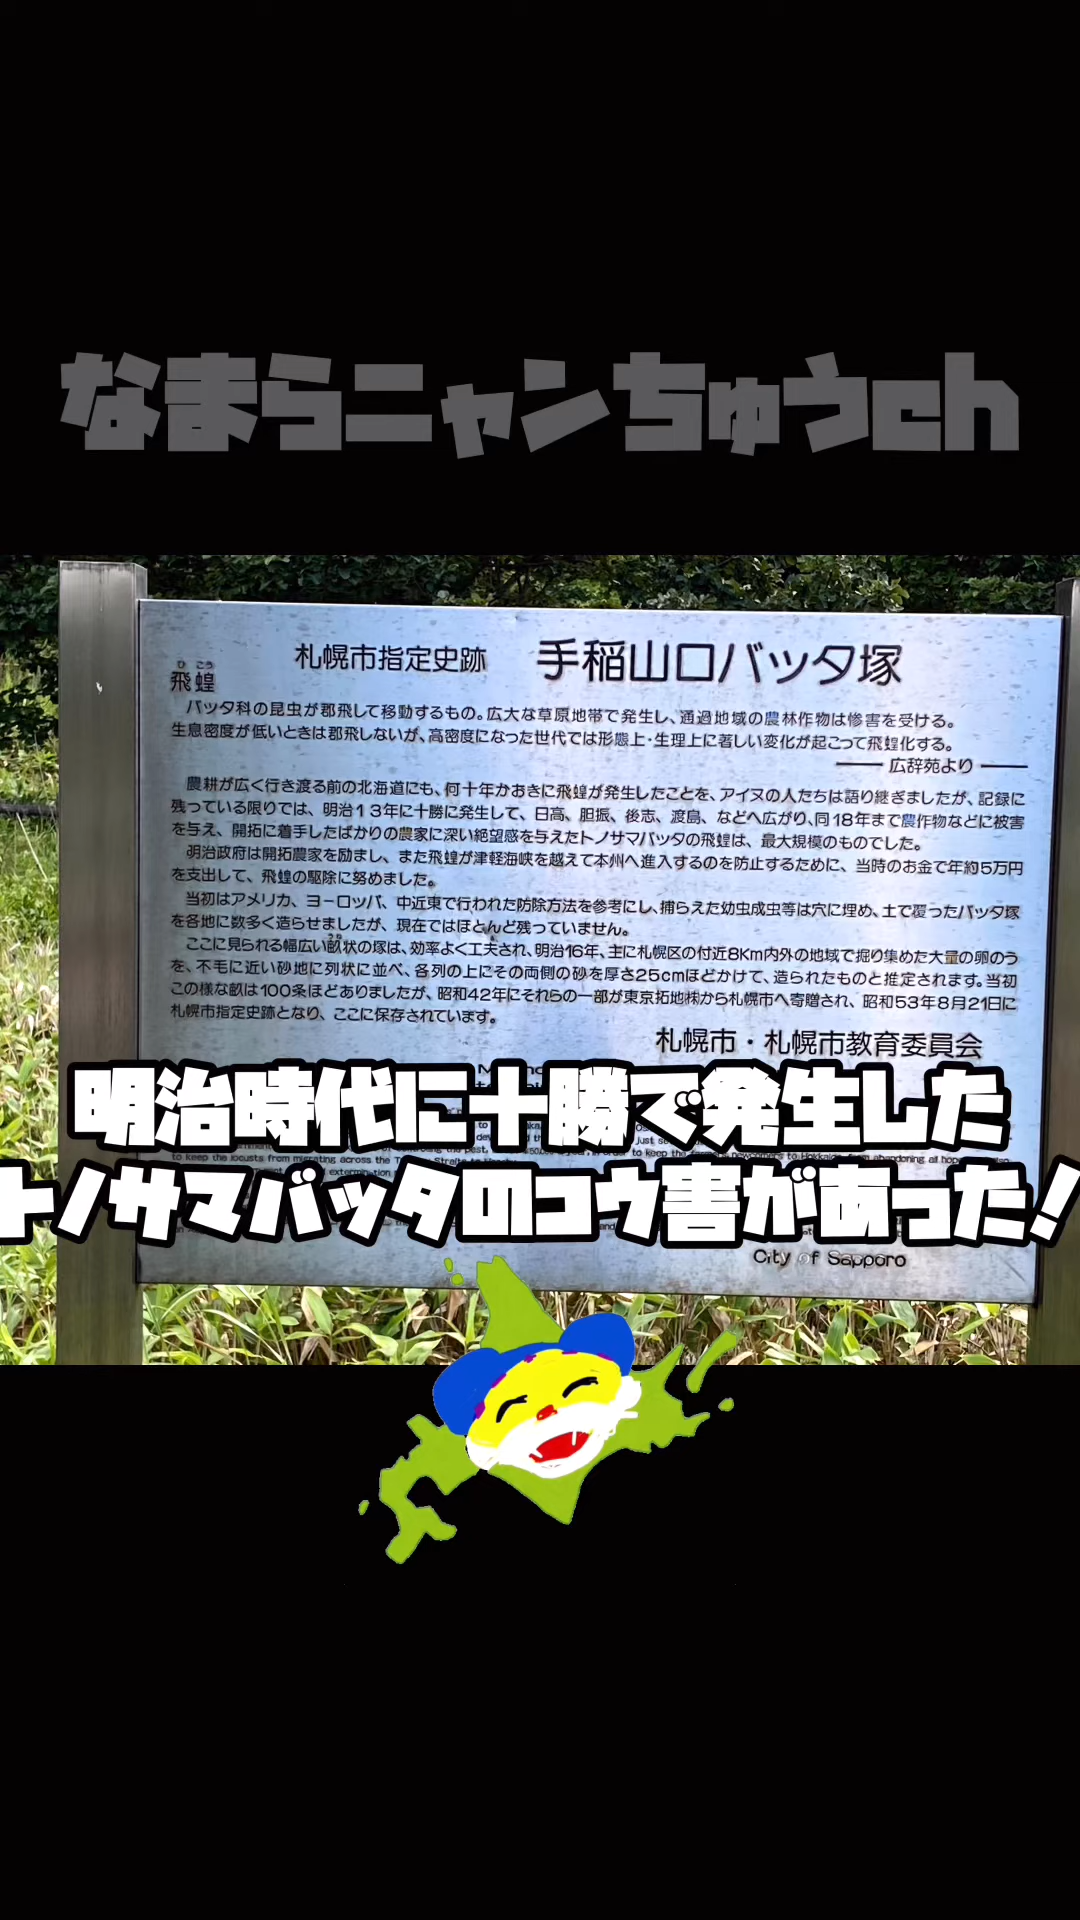 なまらニャンちゅうch
札幌市指定史跡 手稲山口バッタ塚
ひこう
飛蝗
バッタ科の昆虫が郡飛して移動するもの。広大な草原地帯で発生し、通過地域の農林作物は惨害を受ける。
生息密度が低いときは郡飛しないが、高密度になった世代では形態上・生理上に著しい変化が起こって飛蝗化する。
広辞苑より
農耕が広く行き渡る前の北海道にも、何十年かおきに飛蝗が発生したことを、アイヌの人たちは語り継ぎましたが、記録に
残っている限りでは、明治13年に十勝に発生して、日高、胆振、後志、渡島、などへ広がり、同18年まで農作物などに被害
を与え、開拓に着手したばかりの農家に深い絶望感を与えたトノサマバッタの飛蝗は、最大規模のものでした。
明治政府は開拓農家を励まし、また飛蝗が津軽海峡を越えて本州へ進入するのを防止するために、当時のお金で年約5万円
を支出して、飛蝗の駆除に努めました。
当初はアメリカ、ヨーロッパ、中近東で行われた防除方法を参考にし、捕らえた幼虫成虫等は穴に埋め、土で覆ったバッタ塚
を各地に数多く造らせましたが、現在ではほとんど残っていません。
ここに見られる幅広い畝状の塚は、効率よく工夫され、明治16年、主に札幌区の付近8Km内外の地域で掘り集めた大量の卵のう
を、不毛に近い砂地に列状に並べ、各列の上にその両側の砂を厚さ25cmほどかけて、造られたものと推定されます。当初
この様な畝は100条ほどありましたが、昭和42年にそれらの一部が東京拓地㈱から札幌市へ寄贈され、昭和53年8月21日に
札幌市指定史跡となり、ここに保存されています。
札幌市・札幌市教育委員会
明治時代に十勝で発生した
to keep the locusts from migrating across the
トノサマバッタのコウ害があった!
City of Sapporo